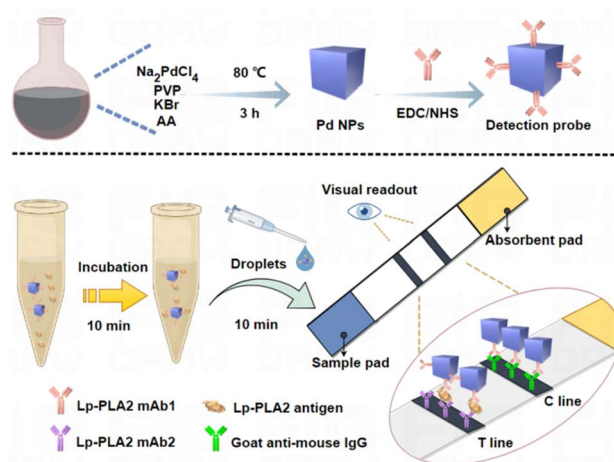 Na2PdCl4
PVP
KBr
AA
80 ℃
3 h
Pd NPs
EDC/NHS
Detection probe
Visual readout
Absorbent pad
Incubation
10 min
Droplets
10 min
Sample pad
C line
T line
Lp-PLA2 mAb1
Lp-PLA2 antigen
Lp-PLA2 mAb2
Goat anti-mouse IgG